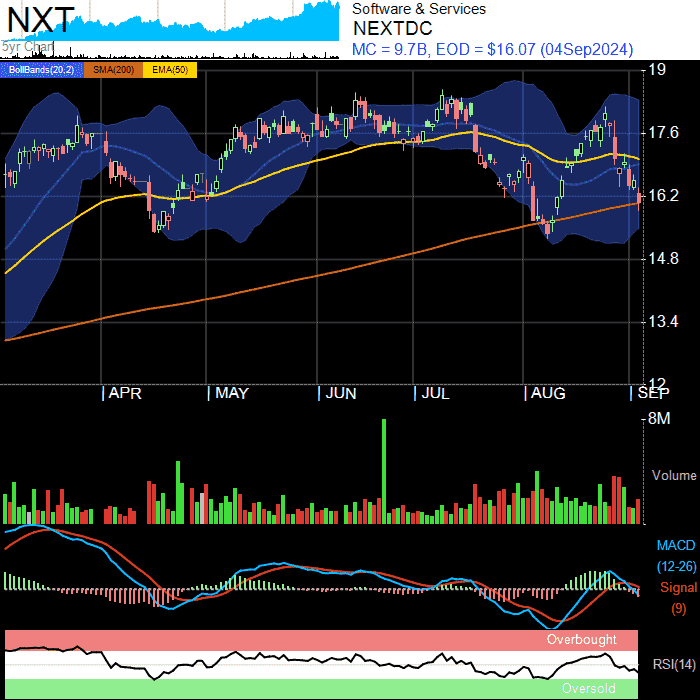 NXT
5yr Chart
Software & Services
NEXTDC
MC = 9.7B, EOD = $16.07 (04Sep2024)
BollBands(20,2) SMA(200) EMA(50)
19
17.6
16.2
14.8
13.4
12
APR MAY JUN JUL AUG SEP
8M
Volume
MACD
(12-26)
Signal
(9)
Overbought
RSI(14)
Oversold